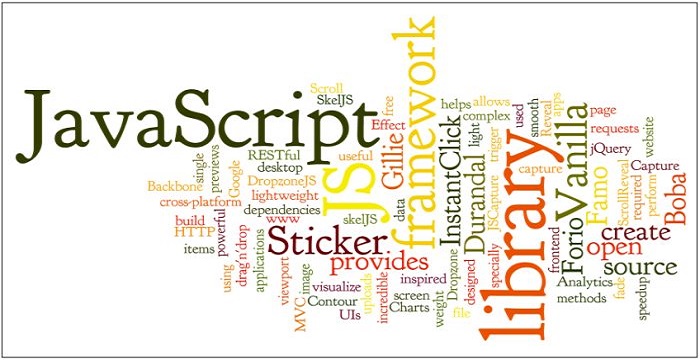 JavaScript
Scroll
SkelJS
framework
free
Effect
Gillie
useful
JS
RESTful
desktop
previews
single
Google
Backbone
DropzoneJS
cross-platform
lightweight
dependencies
www
build
HTTP
powerful
items
drag'n'drop
using
applications
skelJS
data
Sticker
provides
viewport
MVC
image
visualize
Contour
UIs
uploads
incredible
inspired
screen
Charts
weight
Dropzone
file
helps
allows
complex
InstantClick
light
Durandal
trigger
JSCapture
designed
specially
library
used
smooth
Reveal
apps
capture
Vanilla
frontend
Forio
page
requests
jQuery
website
Famo
ScrollReveal
required
perform
Capture
Boba
create
open
source
Analytics
methods
fade
speedup